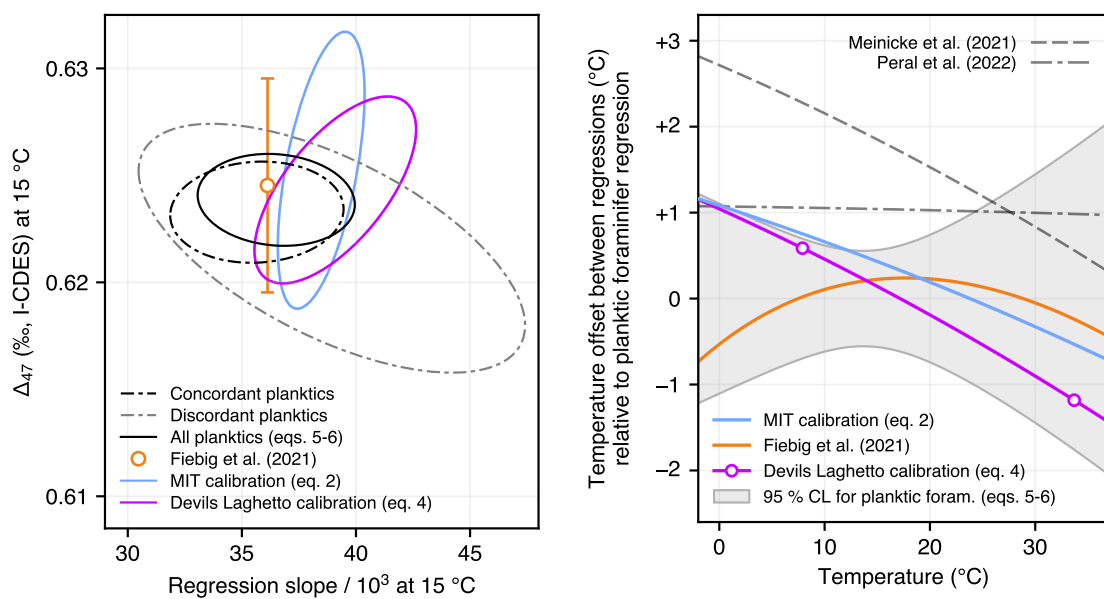 0.63
0.62
0.61
Δ47 (‰, I-CDES) at 15 °C
Concordant planktics
Discordant planktics
All planktics (eqs. 5-6)
Fiebig et al. (2021)
MIT calibration (eq. 2)
Devils Laghetto calibration (eq. 4)
30
35
40
45
Regression slope / 10³ at 15 °C
Temperature offset between regressions (°C)
relative to planktic foraminifer regression
+3
+2
+1
0
−1
−2
Meinicke et al. (2021)
Peral et al. (2022)
MIT calibration (eq. 2)
Fiebig et al. (2021)
Devils Laghetto calibration (eq. 4)
95 % CL for planktic foram. (eqs. 5-6)
0
10
20
30
Temperature (°C)